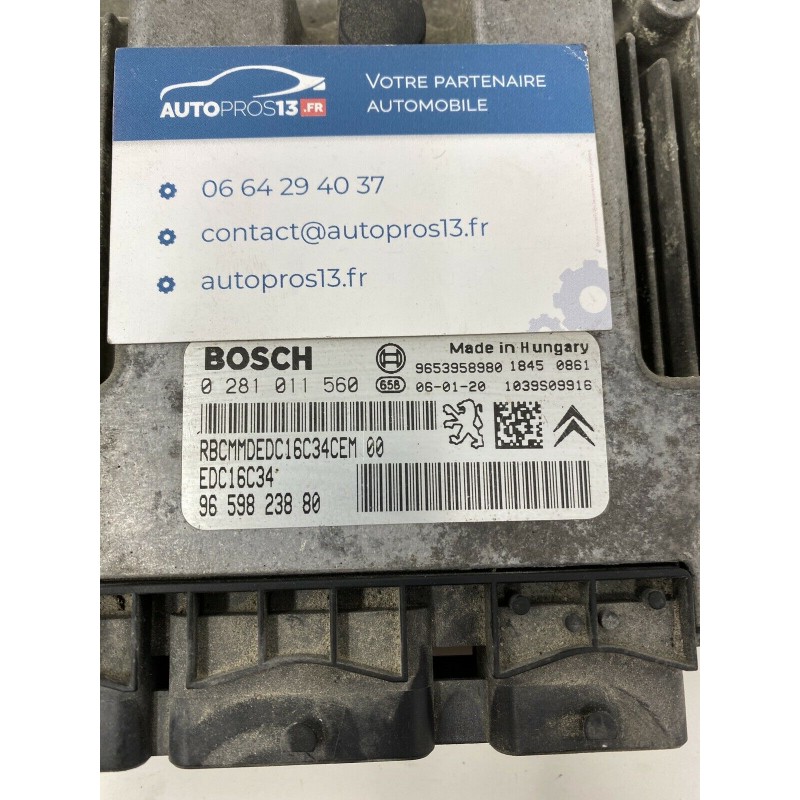 AUTOPROS13.FR
VOTRE PARTENAIRE
AUTOMOBILE
06 64 29 40 37
contact@autopros13.fr
autopros13.fr
BOSCH
Made in Hungary
9653958980 1845 0861
0 281 011 560 658 06-01-20 1039S09916
RBCMMDEDC16C34CEM 00
EDC16C34*
96 598 238 80